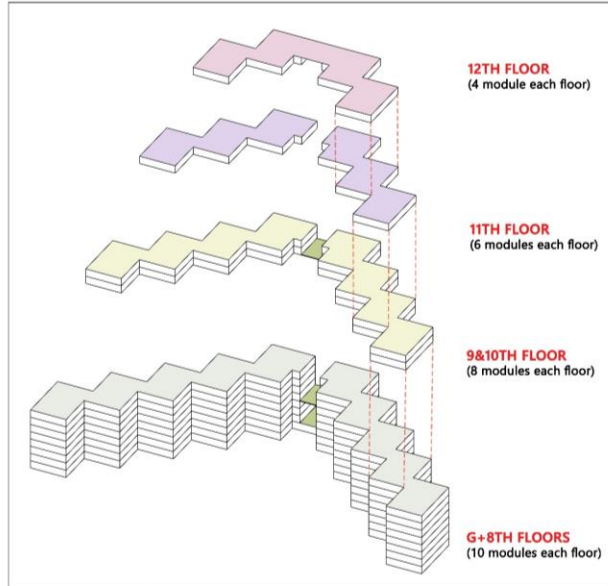 12TH FLOOR
(4 module each floor)
11TH FLOOR
(6 modules each floor)
9&10TH FLOOR
(8 modules each floor)
G+8TH FLOORS
(10 modules each floor)